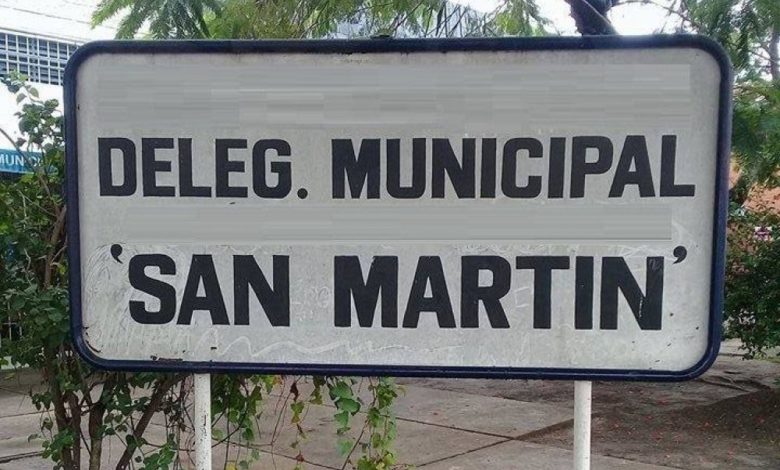 DELEG. MUNICIPAL
'SAN MARTIN'